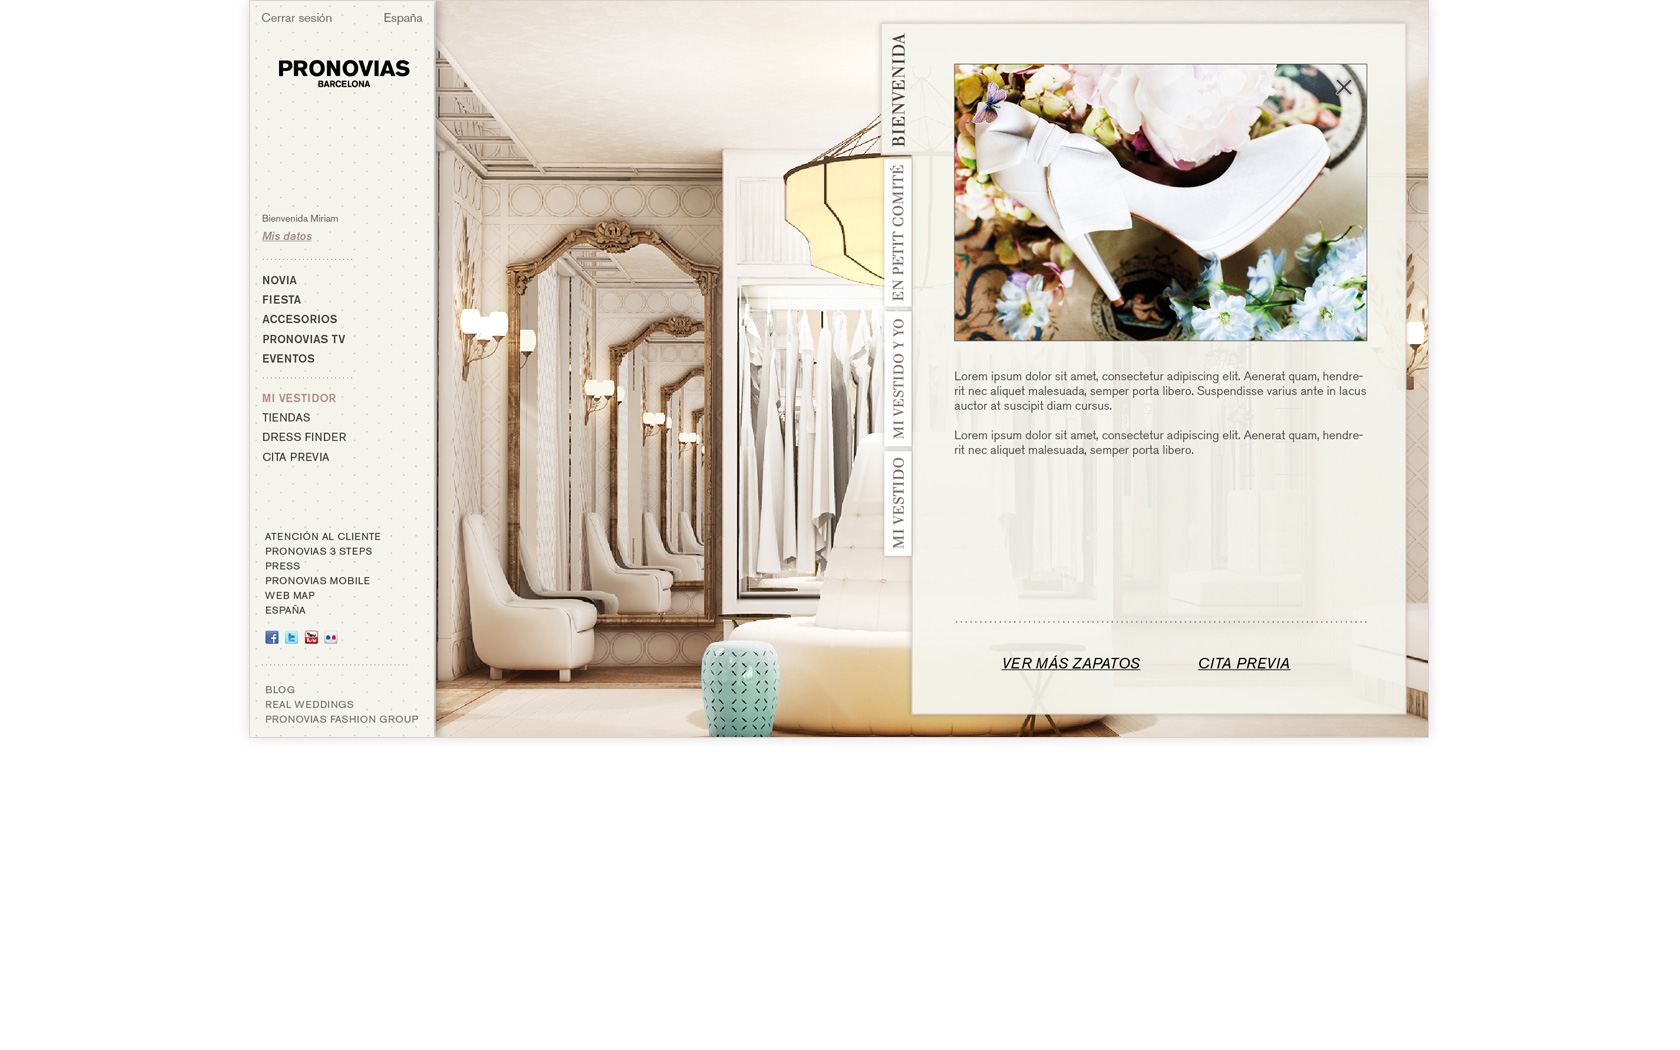 Cerrar sesión
España
PRONOVIAS
BARCELONA
Bienvenida Miriam
Mis datos
NOVIA
FIESTA
ACCESORIOS
PRONOVIAS TV
EVENTOS
MI VESTIDOR
TIENDAS
DRESS FINDER
CITA PREVIA
ATENCIÓN AL CLIENTE
PRONOVIAS 3 STEPS
PRESS
PRONOVIAS MOBILE
WEB MAP
ESPAÑA
BLOG
REAL WEDDINGS
PRONOVIAS FASHION GROUP
BIENVENIDA
EN PETIT COMITÉ
MI VESTIDO Y YO
MI VESTIDO
Lorem ipsum dolor sit amet, consectetur adipiscing elit. Aenerat quam, hendre-
rit nec aliquet malesuada, semper porta libero. Suspendisse varius ante in lacus
auctor at suscipit diam cursus.
Lorem ipsum dolor sit amet, consectetur adipiscing elit. Aenerat quam, hendre-
rit nec aliquet malesuada, semper porta libero.
VER MÁS ZAPATOS
CITA PREVIA